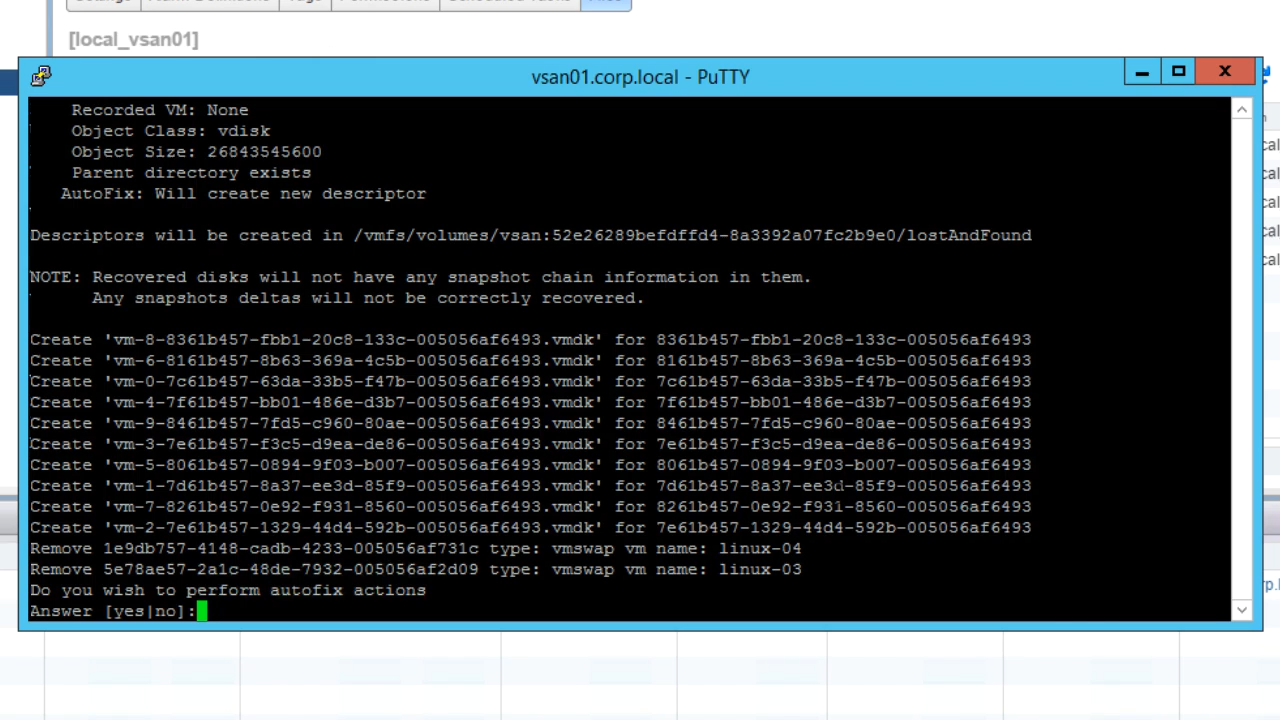 [local_vsan01]
vsan01.corp.local - PuTTY
Recorded VM: None
Object Class: vdisk
Object Size: 26843545600
Parent directory exists
AutoFix: Will create new descriptor
Descriptors will be created in /vmfs/volumes/vsan:52e26289befdffd4-8a3392a07fc2b9e0/lostAndFound
NOTE: Recovered disks will not have any snapshot chain information in them.
Any snapshots deltas will not be correctly recovered.
Create 'vm-8-8361b457-fbb1-20c8-133c-005056af6493.vmdk' for 8361b457-fbb1-20c8-133c-005056af6493
Create 'vm-6-8161b457-8b63-369a-4c5b-005056af6493.vmdk' for 8161b457-8b63-369a-4c5b-005056af6493
Create 'vm-0-7c61b457-63da-33b5-f47b-005056af6493.vmdk' for 7c61b457-63da-33b5-f47b-005056af6493
Create 'vm-4-7f61b457-bb01-486e-d3b7-005056af6493.vmdk' for 7f61b457-bb01-486e-d3b7-005056af6493
Create 'vm-9-8461b457-7fd5-c960-80ae-005056af6493.vmdk' for 8461b457-7fd5-c960-80ae-005056af6493
Create 'vm-3-7e61b457-f3c5-d9ea-de86-005056af6493.vmdk' for 7e61b457-f3c5-d9ea-de86-005056af6493
Create 'vm-5-8061b457-0894-9f03-b007-005056af6493.vmdk' for 8061b457-0894-9f03-b007-005056af6493
Create 'vm-1-7d61b457-8a37-ee3d-85f9-005056af6493.vmdk' for 7d61b457-8a37-ee3d-85f9-005056af6493
Create 'vm-7-8261b457-0e92-f931-8560-005056af6493.vmdk' for 8261b457-0e92-f931-8560-005056af6493
Create 'vm-2-7e61b457-1329-44d4-592b-005056af6493.vmdk' for 7e61b457-1329-44d4-592b-005056af6493
Remove 1e9db757-4148-cadb-4233-005056af731c type: vmswap vm name: linux-04
Remove 5e78ae57-2a1c-48de-7932-005056af2d09 type: vmswap vm name: linux-03
Do you wish to perform autofix actions
Answer [yes|no]: